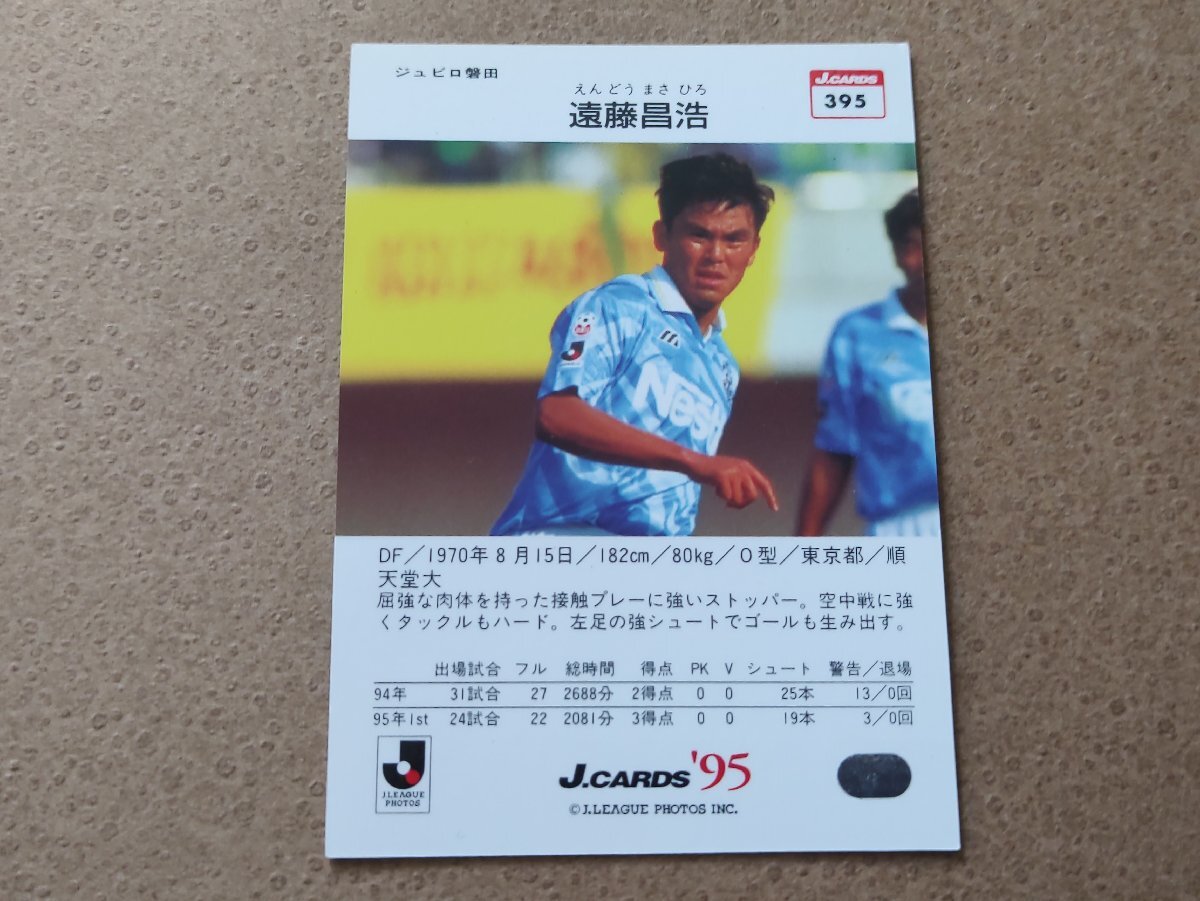 ジュビロ磐田
えんどう まさ ひろ
遠藤昌浩
J.CARDS
395
Nest
DF/1970年8月15日/182cm/80kg/O型/東京都/順
天堂大
屈強な肉体を持った接触プレーに強いストッパー。空中戦に強
くタックルもハード。左足の強シュートでゴールも生み出す。
出場試合 フル 総時間 得点 PK V シュート 警告/退場
94年 31試合 27 2688分 2得点 0 0 25本 13/0回
95年1st 24試合 22 2081分 3得点 0 0 19本 3/0回
J.LEAGUE
PHOTOS
J.CARDS '95
©J.LEAGUE PHOTOS INC.